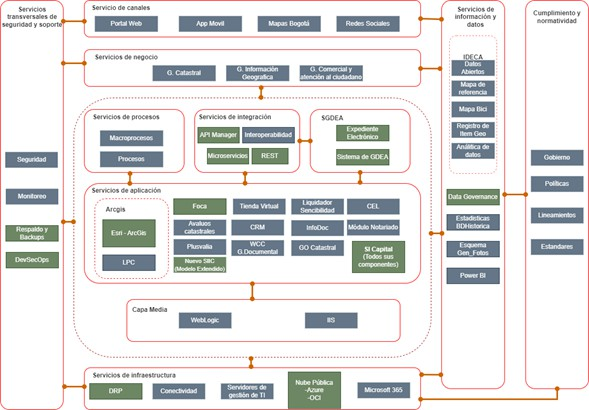 Servicios
transversales de
seguridad y soporte
Seguridad
Monitoreo
Respaldo y
Backups
DevSecOps
Servicio de canales
Portal Web
App Movil
Mapas Bogotá
Redes Sociales
Servicios de negocio
G. Catastral
G. Información
Geografica
G. Comercial y
atención al ciudadano
Servicios de procesos
Macroprocesos
Procesos
Servicios de integración
API Manager
Interoperabilidad
Microservicios
REST
SGDEA
Expediente
Electrónico
Sistema de GDEA
Servicios de aplicación
Arcgis
Esri - ArcGis
LPC
Foca
Tienda Virtual
Liquidador
Sencibilidad
CEL
Avaluos
catastrales
CRM
InfoDoc
Módulo Notariado
Plusvalia
WCC
G.Documental
GO Catastral
SI Capital
(Todos sus
componentes)
Nuevo SIIC
(Modelo Extendido)
Capa Media
WebLogic
IIS
Servicios de infraestructura
DRP
Conectividad
Servidores de
gestión de TI
Nube Pública
-Azure
-OCI
Microsoft 365
Servicios
de información y
datos
IDECA
Datos
Abiertos
Mapa de
referencia
Mapa Bici
Registro de
Item Geo
Análitica de
datos
Data Governance
Estadísticas
BDHistorica
Esquema
Gen_Fotos
Power BI
Cumplimiento y
normatividad
Gobierno
Políticas
Lineamientos
Estandares